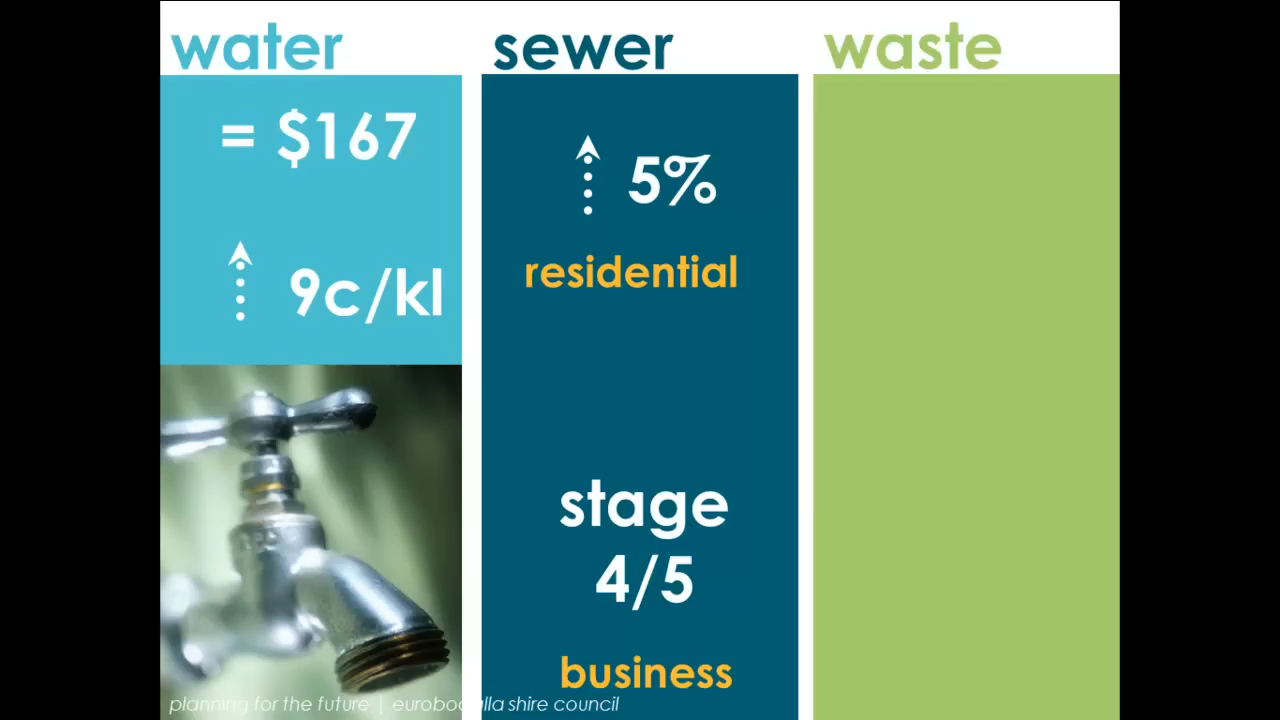 water
= $167
9c/kl
sewer
5%
residential
stage
4/5
business
waste
planning for the future | eurobodalla shire council